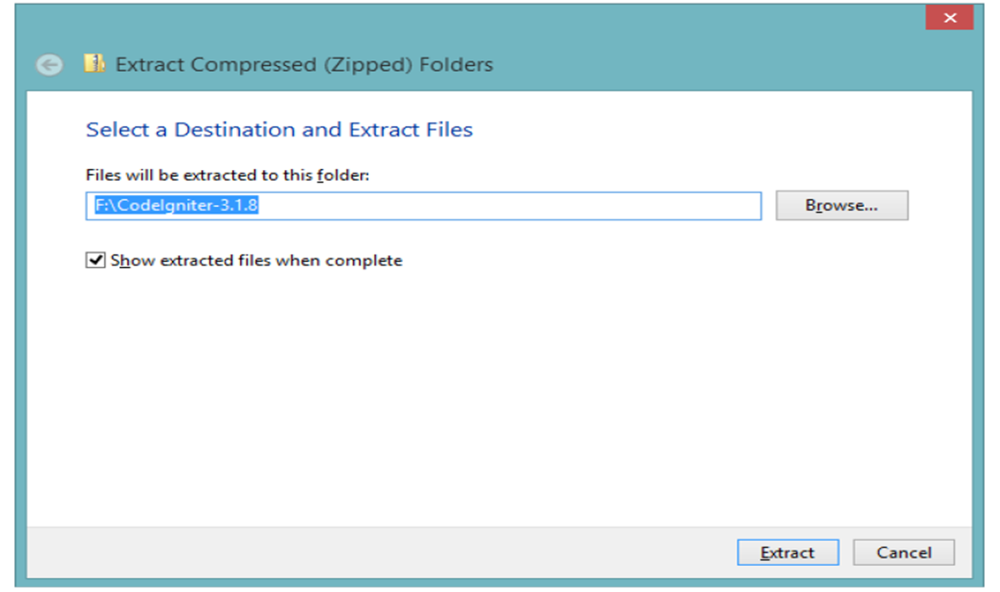 Extract Compressed (Zipped) Folders
Select a Destination and Extract Files
Files will be extracted to this folder:
F:\CodeIgniter-3.1.8
Browse...
Show extracted files when complete
Extract
Cancel